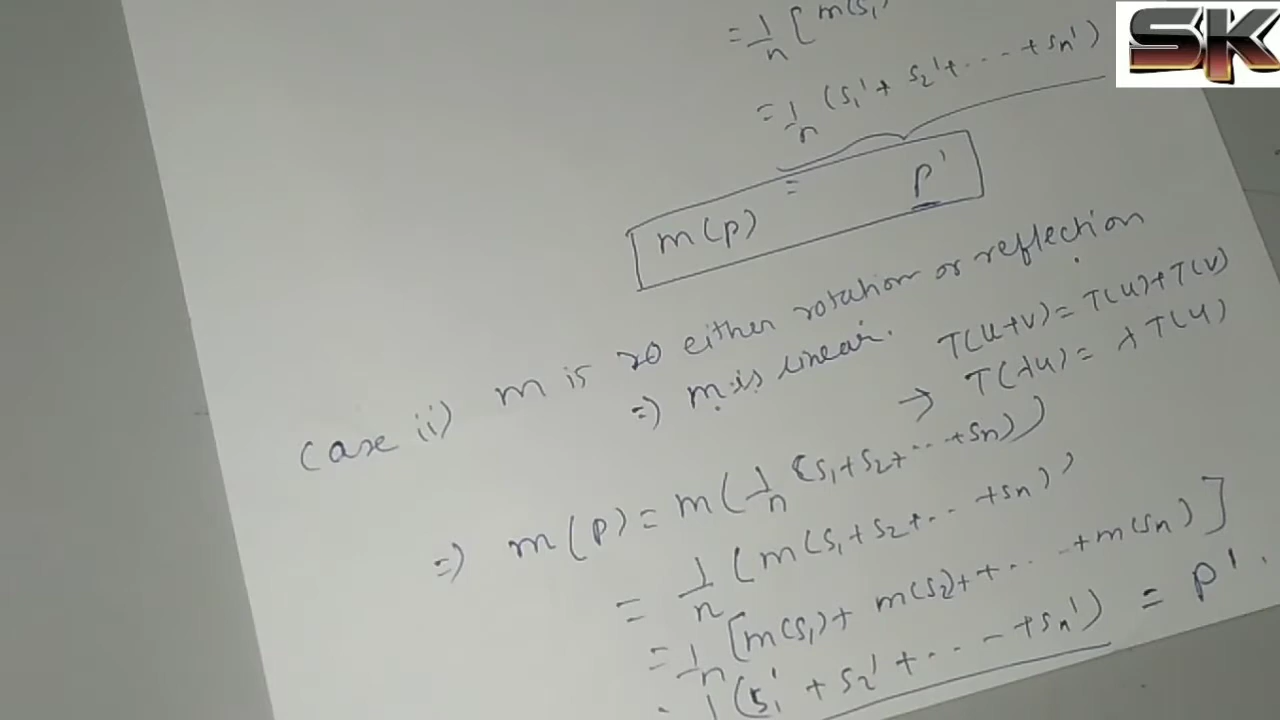 = 1/n [m(s₁)
SK
= 1/n (s₁' + s₂' + ... + sn')
m(p) = p'
case ii) m is either rotation or reflection
=) m is linear. T(u+v) = T(u)+T(v)
→ T(λu) = λ T(u)
=) m(p) = m(1/n (s₁+s₂+...+sn))
= 1/n (m(s₁+s₂+...+sn))
= 1/n [m(s₁) + m(s₂) + + ... + m(sn)]
1 (s₁' + s₂' + ... + sn') = p'.